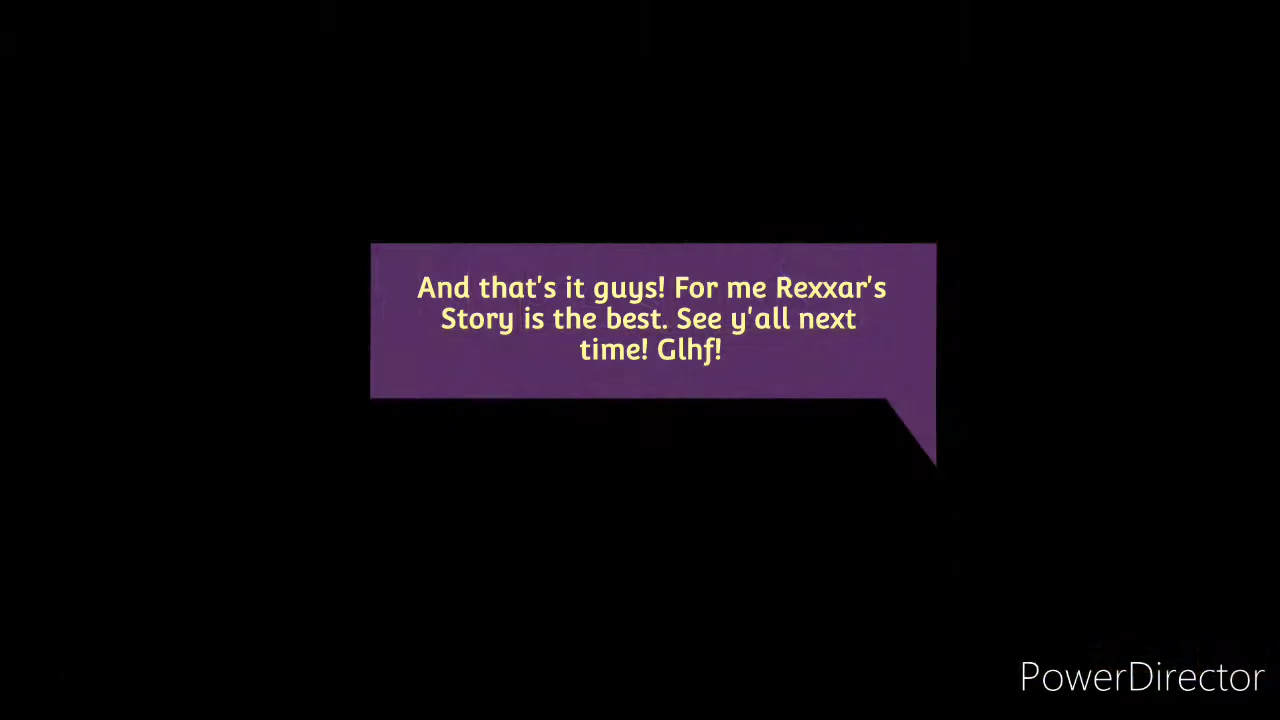 And that's it guys! For me Rexxar's
Story is the best. See y'all next
time! Glhf!
PowerDirector